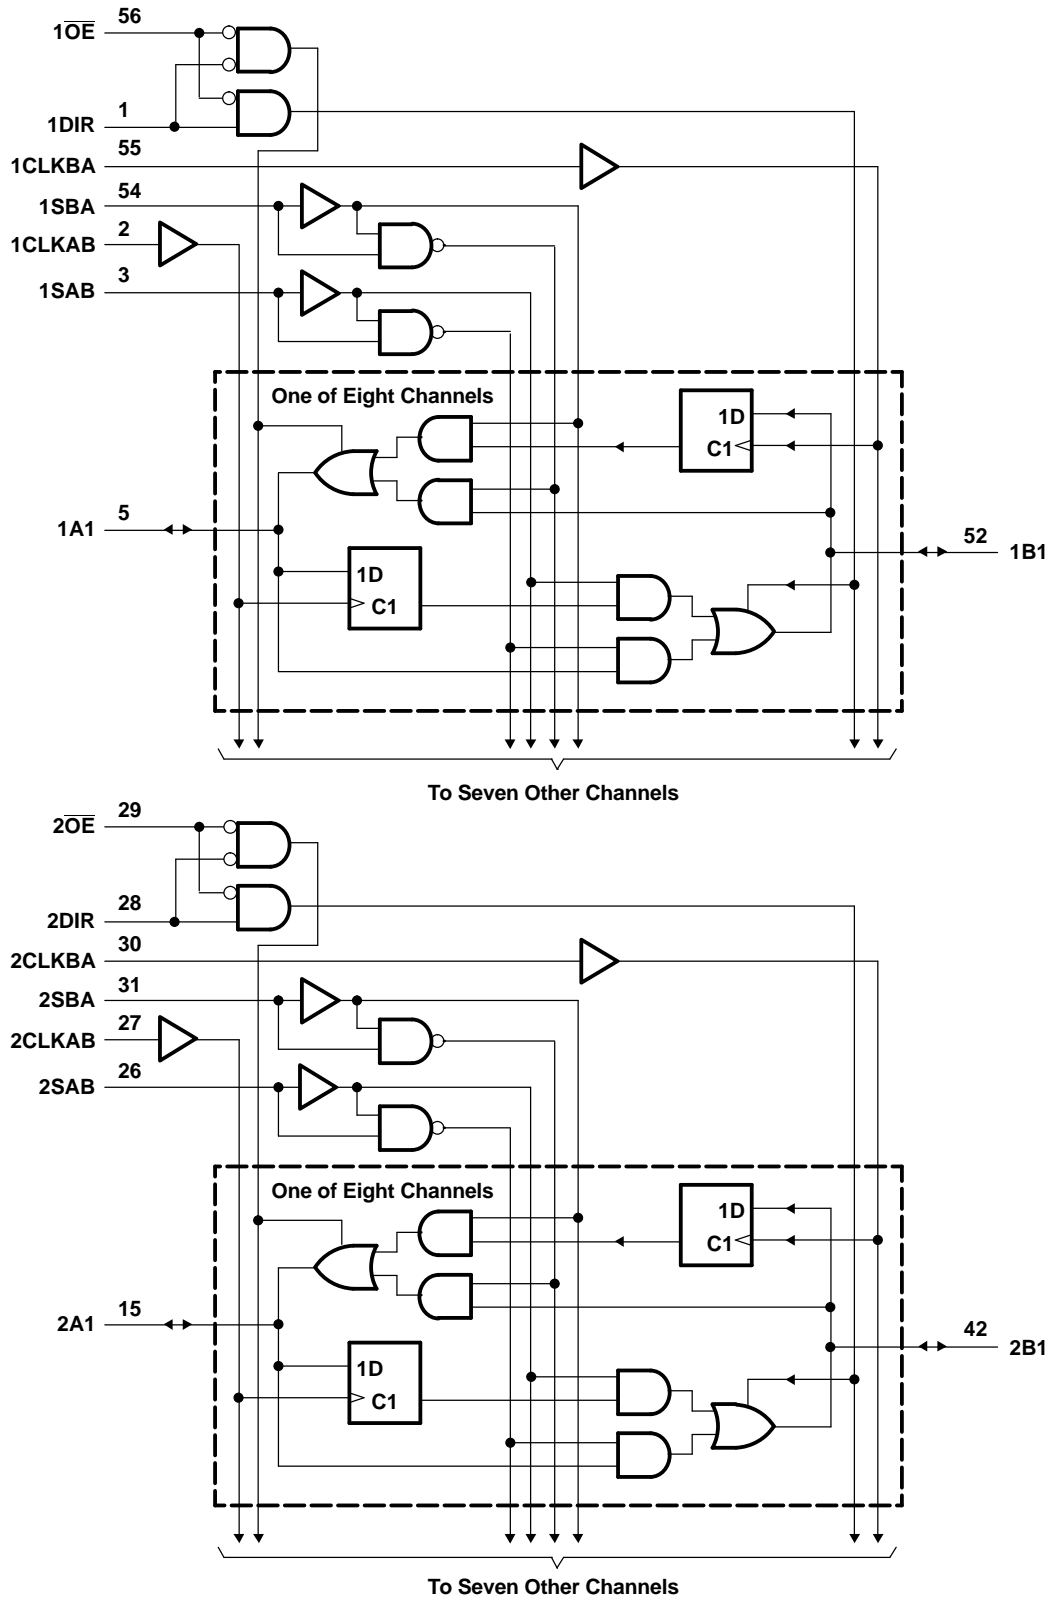 56
1O̅E̅
1
1DIR
55
1CLKBA
54
1SBA
2
1CLKAB
3
1SAB
One of Eight Channels
1D
C1
5
1A1
52
1B1
1D
C1
To Seven Other Channels
29
2O̅E̅
28
2DIR
30
2CLKBA
31
2SBA
27
2CLKAB
26
2SAB
One of Eight Channels
1D
C1
15
2A1
42
2B1
1D
C1
To Seven Other Channels